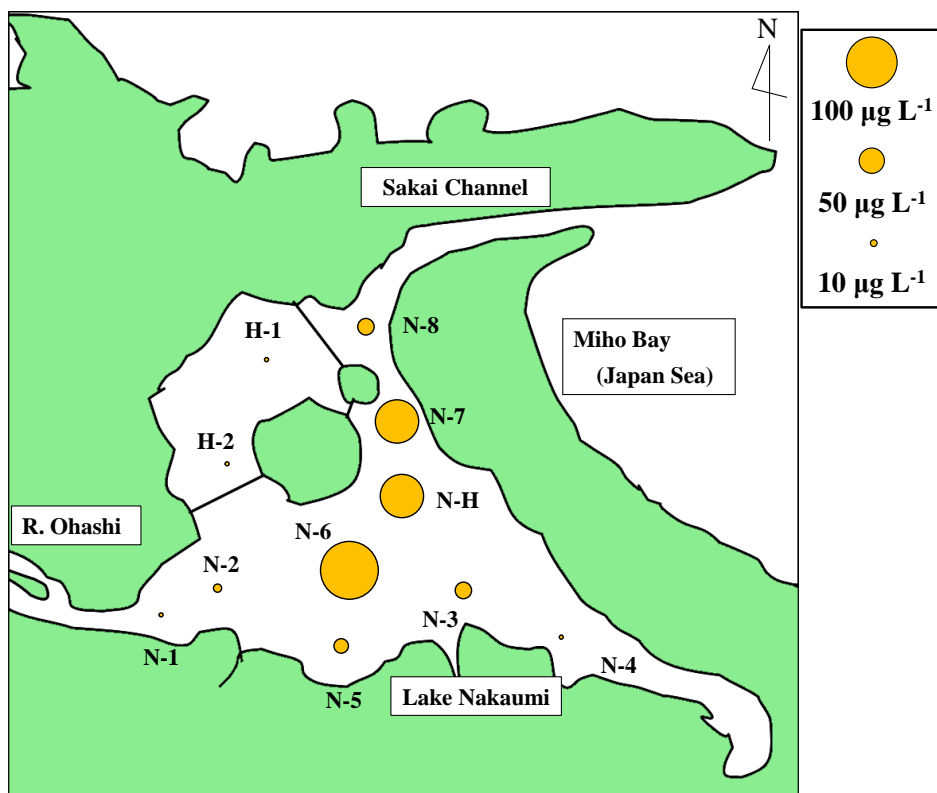 N
100 µg L-1
50 µg L-1
10 µg L-1
Sakai Channel
H-1
N-8
Miho Bay
(Japan Sea)
N-7
H-2
N-H
R. Ohashi
N-6
N-2
N-3
N-1
N-4
N-5
Lake Nakaumi